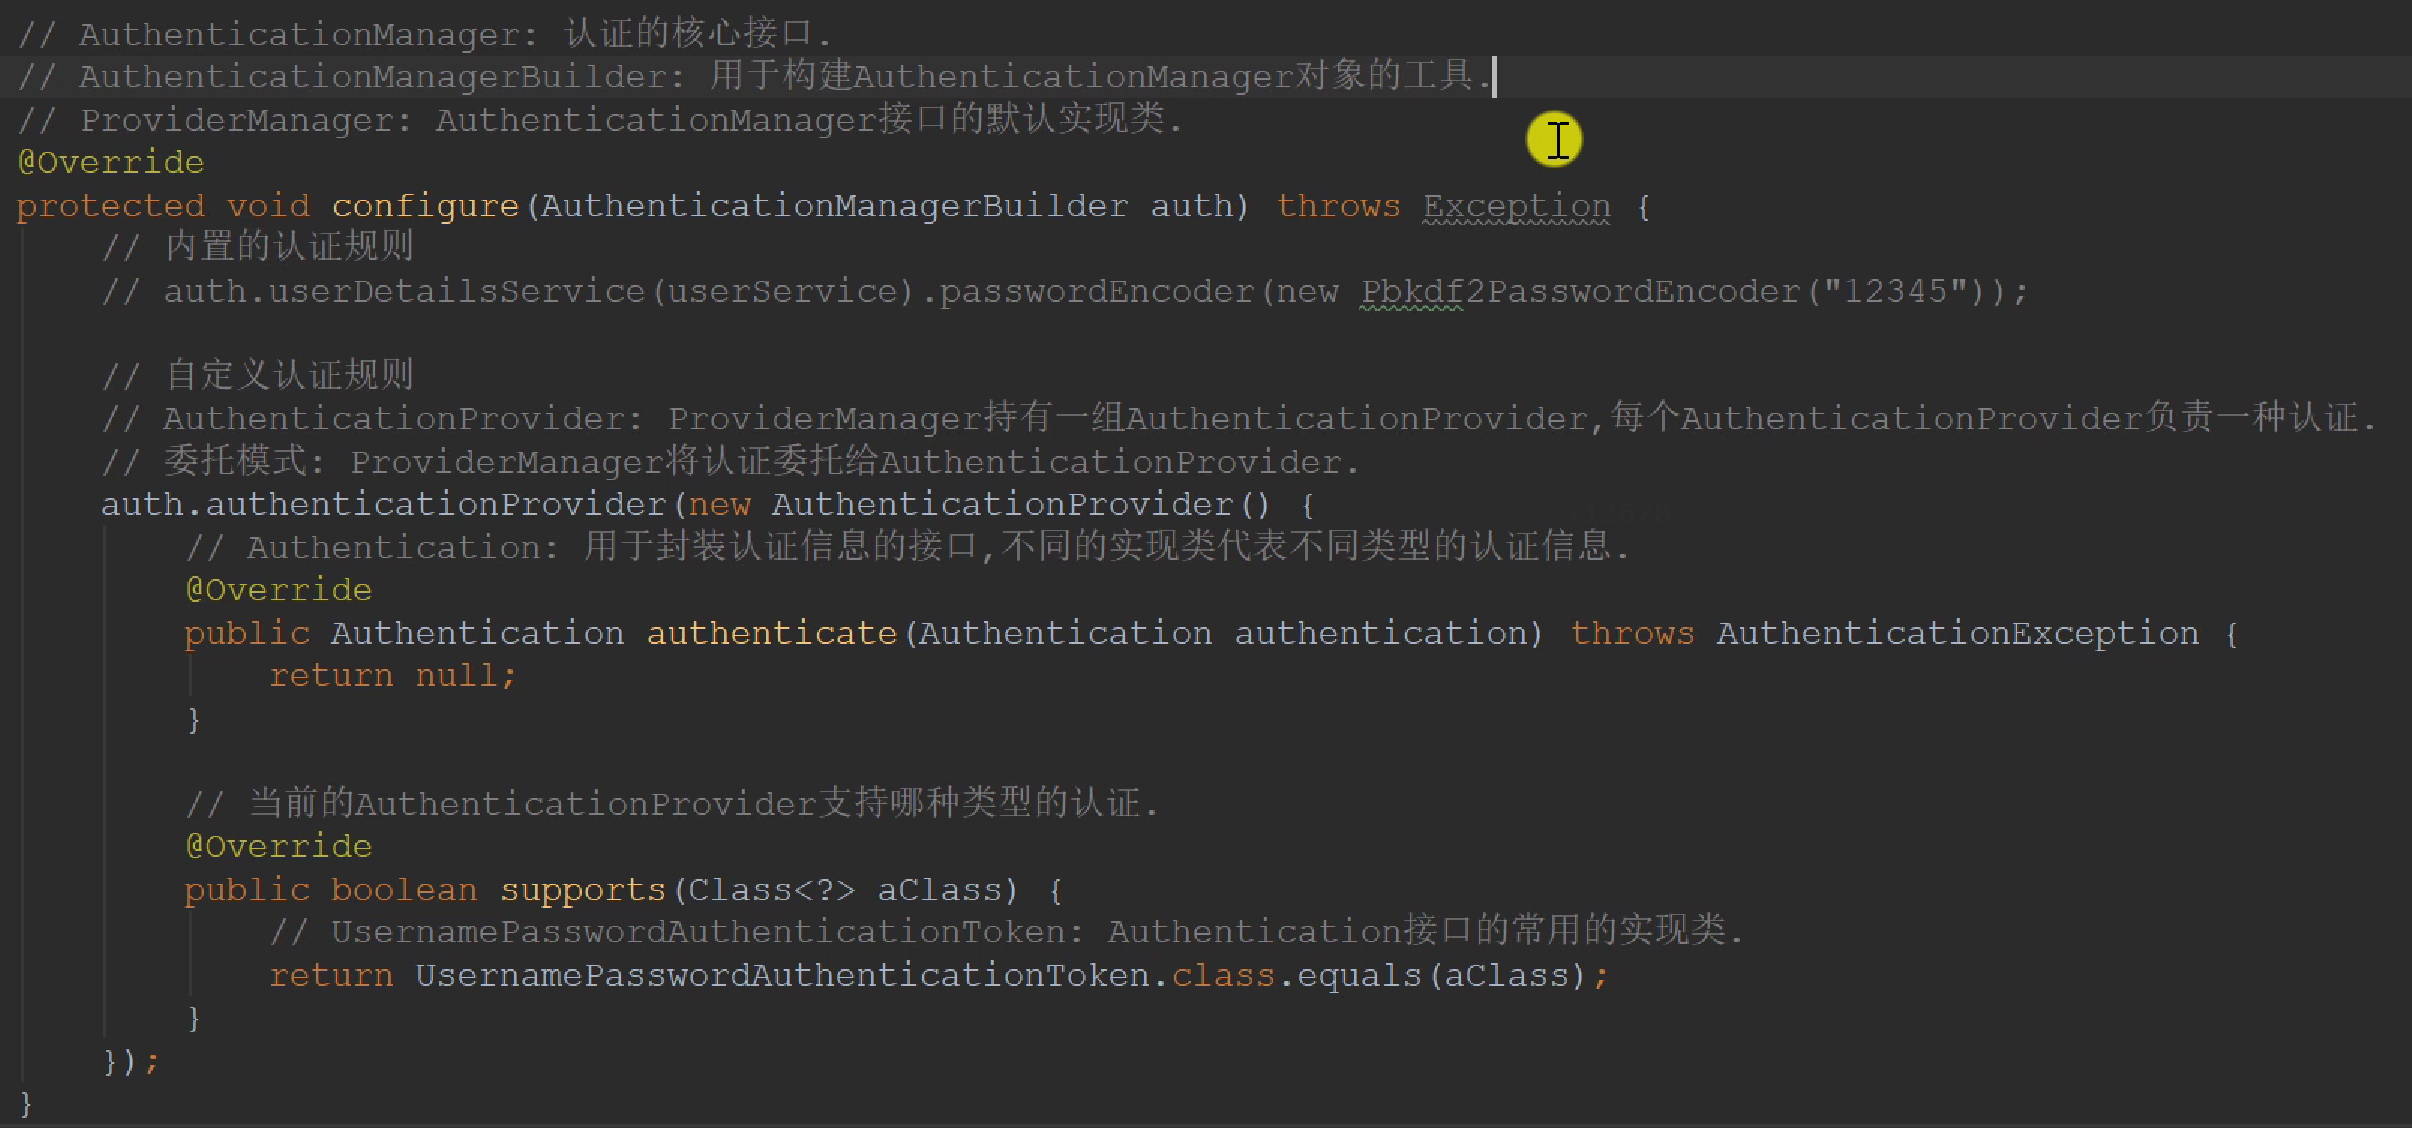 // AuthenticationManager: 认证的核心接口.
// AuthenticationManagerBuilder: 用于构建AuthenticationManager对象的工具.
// ProviderManager: AuthenticationManager接口的默认实现类.
@Override
protected void configure(AuthenticationManagerBuilder auth) throws Exception {
// 内置的认证规则
// auth.userDetailsService(userService).passwordEncoder(new Pbkdf2PasswordEncoder("12345"));
// 自定义认证规则
// AuthenticationProvider: ProviderManager持有一组AuthenticationProvider,每个AuthenticationProvider负责一种认证.
// 委托模式: ProviderManager将认证委托给AuthenticationProvider.
auth.authenticationProvider(new AuthenticationProvider() {
// Authentication: 用于封装认证信息的接口,不同的实现类代表不同类型的认证信息.
@Override
public Authentication authenticate(Authentication authentication) throws AuthenticationException {
return null;
}
// 当前的AuthenticationProvider支持哪种类型的认证.
@Override
public boolean supports(Class<?> aClass) {
// UsernamePasswordAuthenticationToken: Authentication接口的常用的实现类.
return UsernamePasswordAuthenticationToken.class.equals(aClass);
}
});
}